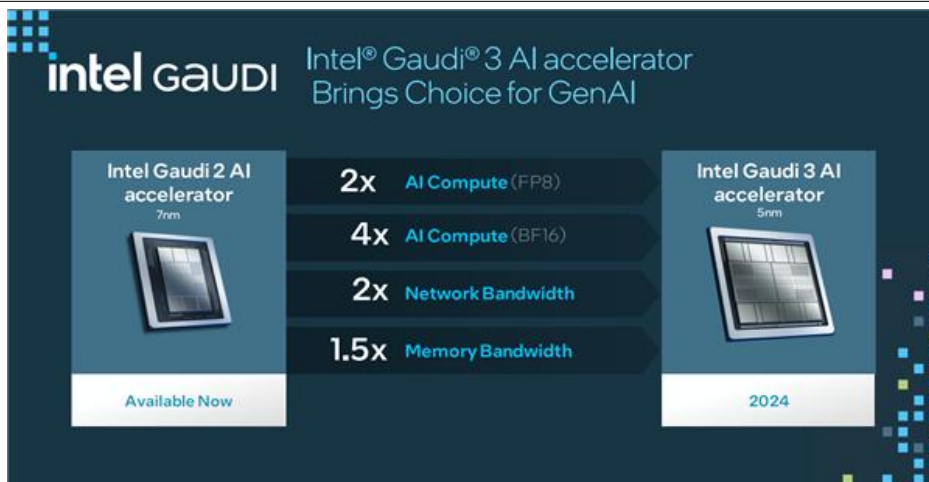 intel GAUDI
Intel® Gaudi® 3 AI accelerator
Brings Choice for GenAI
Intel Gaudi 2 AI
accelerator
7nm
Available Now
2x AI Compute (FP8)
4x AI Compute (BF16)
2x Network Bandwidth
1.5x Memory Bandwidth
Intel Gaudi 3 AI
accelerator
5nm
2024